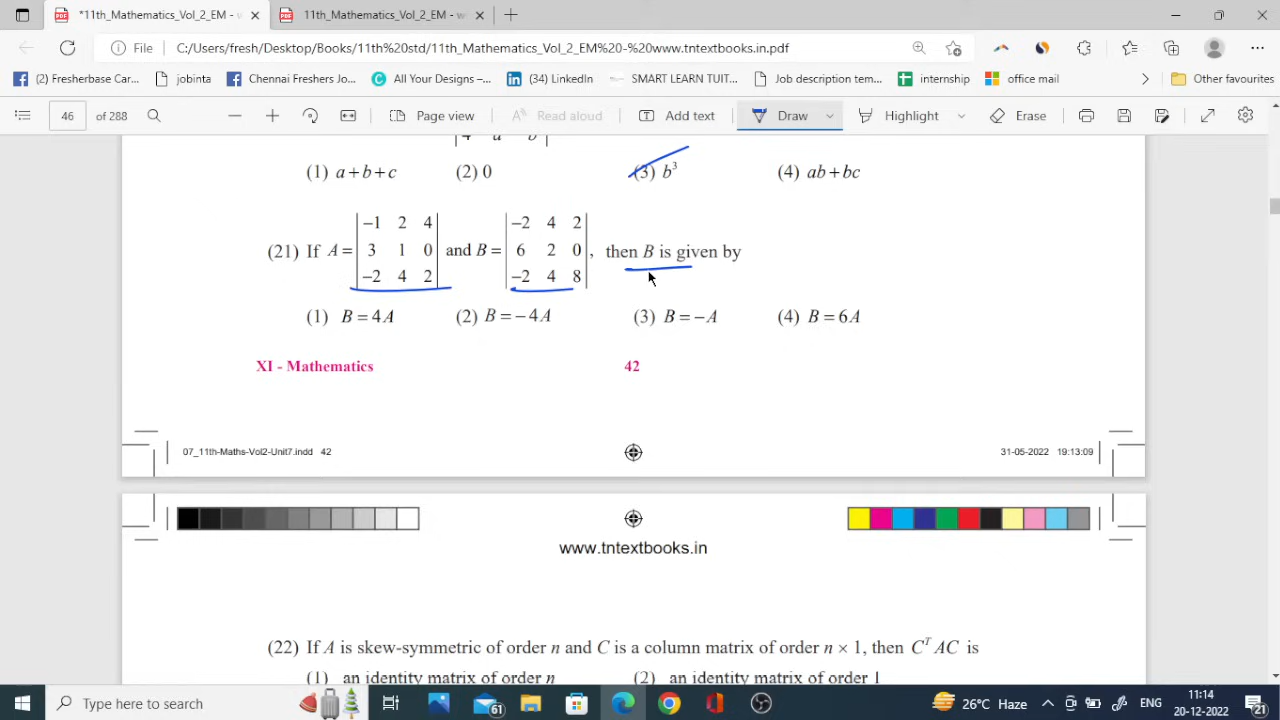 *11th_Mathematics_Vol_2_EM - w
11th_Mathematics_Vol_2_EM - w
File
C:/Users/fresh/Desktop/Books/11th%20std/11th_Mathematics_Vol_2_EM%20-%20www.tntextbooks.in.pdf
(2) Fresherbase Car...
jobinta
Chennai Freshers Jo...
All Your Designs –...
(34) LinkedIn
SMART LEARN TUIT...
Job description tem...
internship
office mail
Other favourites
46 of 288
Page view
Read aloud
Add text
Draw
Highlight
Erase
4 a b
(1) a + b + c (2) 0 (3) b³ (4) ab + bc
−1 2 4 −2 4 2
(21) If A = 3 1 0 and B = 6 2 0 , then B is given by
−2 4 2 −2 4 8
(1) B = 4A (2) B = −4A (3) B = −A (4) B = 6A
XI - Mathematics 42
07_11th-Maths-Vol2-Unit7.indd 42 31-05-2022 19:13:09
www.tntextbooks.in
(22) If A is skew-symmetric of order n and C is a column matrix of order n × 1, then Cᵀ AC is
(1) an identity matrix of order n (2) an identity matrix of order 1
Type here to search
61
26°C Haze
ENG
11:14
20-12-2022
21